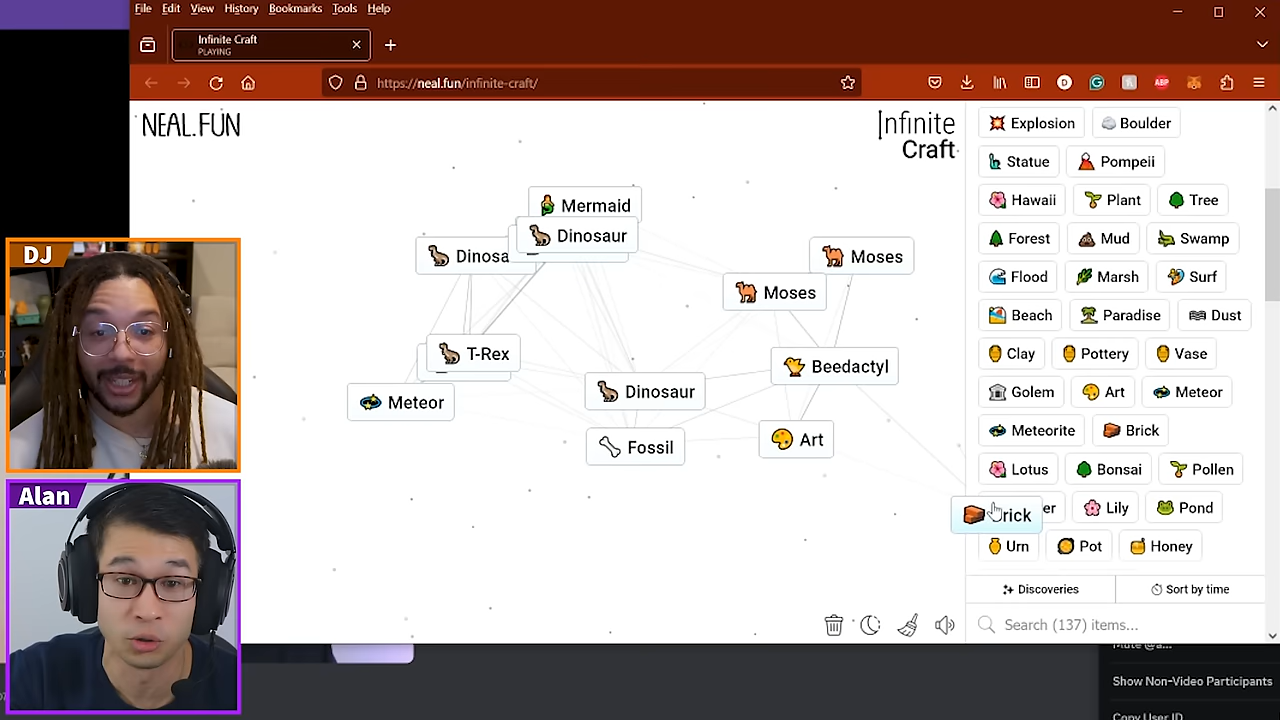 File Edit View History Bookmarks Tools Help
Infinite Craft
PLAYING
https://neal.fun/infinite-craft/
NEAL.FUN
Infinite
Craft
Mermaid
Dinosaur
Dinosa
Moses
Moses
T-Rex
Beedactyl
Dinosaur
Meteor
Art
Fossil
Brick
Explosion Boulder
Statue Pompeii
Hawaii Plant Tree
Forest Mud Swamp
Flood Marsh Surf
Beach Paradise Dust
Clay Pottery Vase
Golem Art Meteor
Meteorite Brick
Lotus Bonsai Pollen
er Lily Pond
Urn Pot Honey
Discoveries Sort by time
Search (137) items...
DJ
Alan
Show Non-Video Participants
Copy User ID